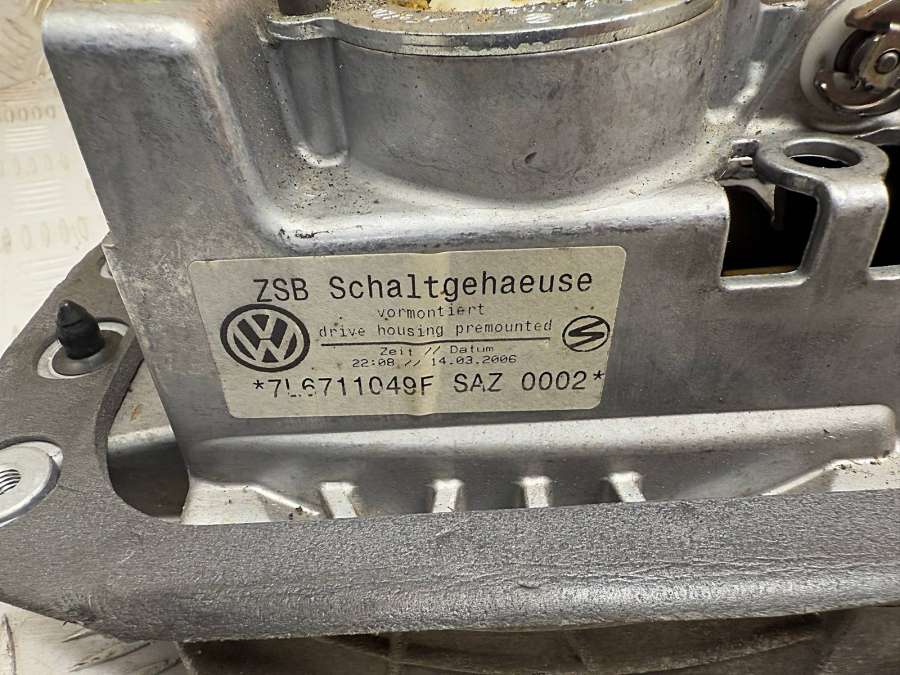 ZSB Schaltgehaeuse
vormontiert
drive housing premounted
Zeit // Datum
22:08 // 14.03.2006
*7L6711049F SAZ 0002*